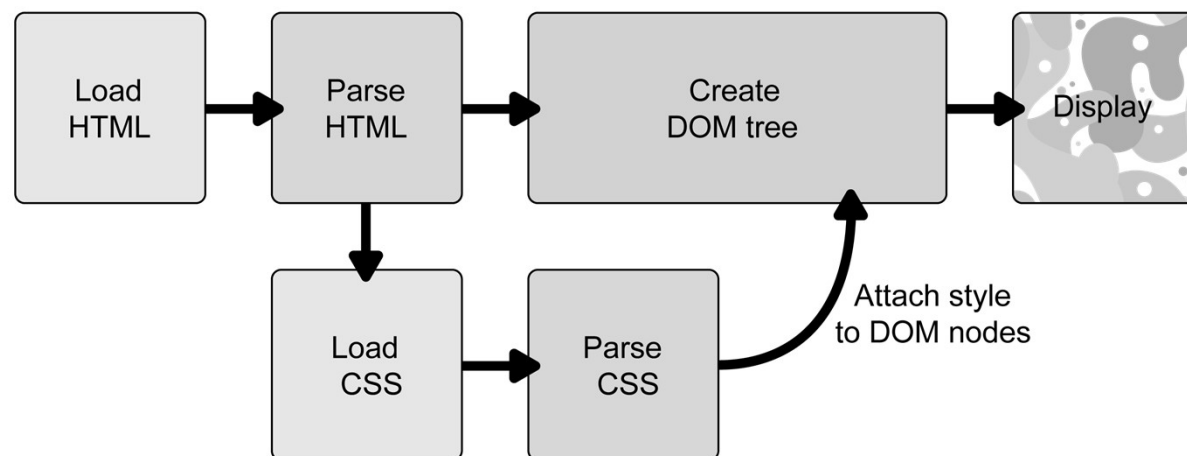 Load
HTML
Parse
HTML
Create
DOM tree
Display
Load
CSS
Parse
CSS
Attach style
to DOM nodes